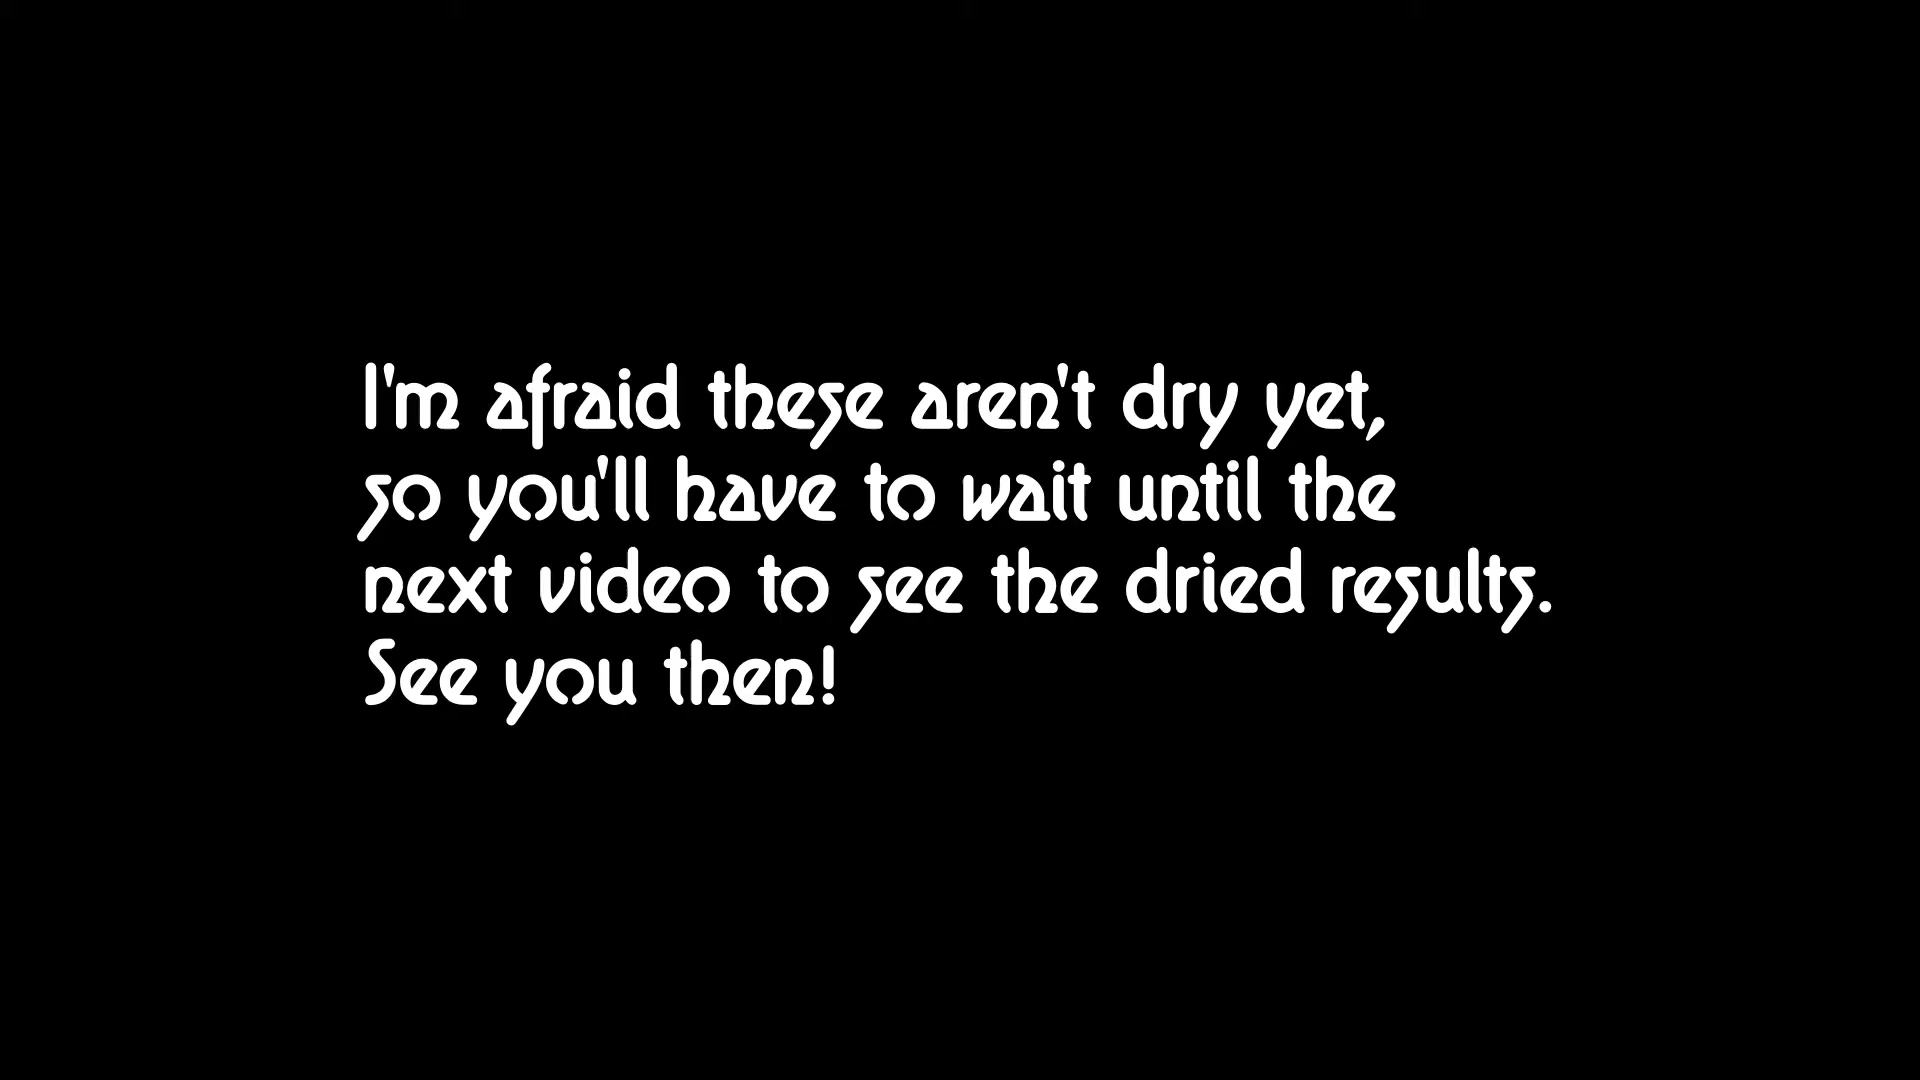 I'm afraid these aren't dry yet,
so you'll have to wait until the
next video to see the dried results.
See you then!